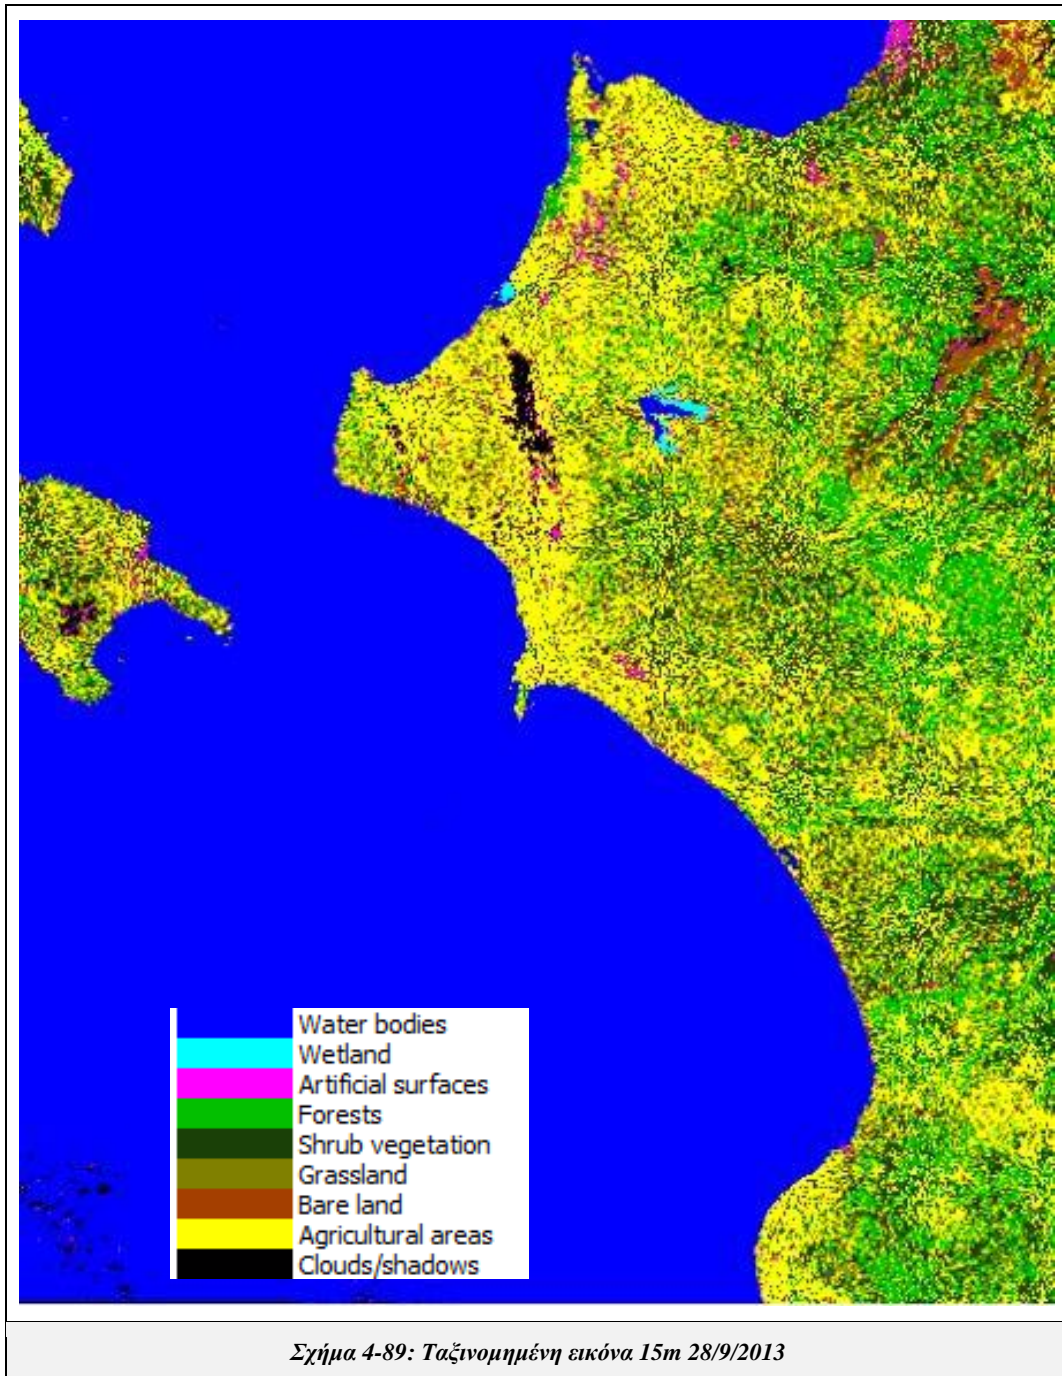 Water bodies
Wetland
Artificial surfaces
Forests
Shrub vegetation
Grassland
Bare land
Agricultural areas
Clouds/shadows
Σχήμα 4-89: Ταξινομημένη εικόνα 15m 28/9/2013